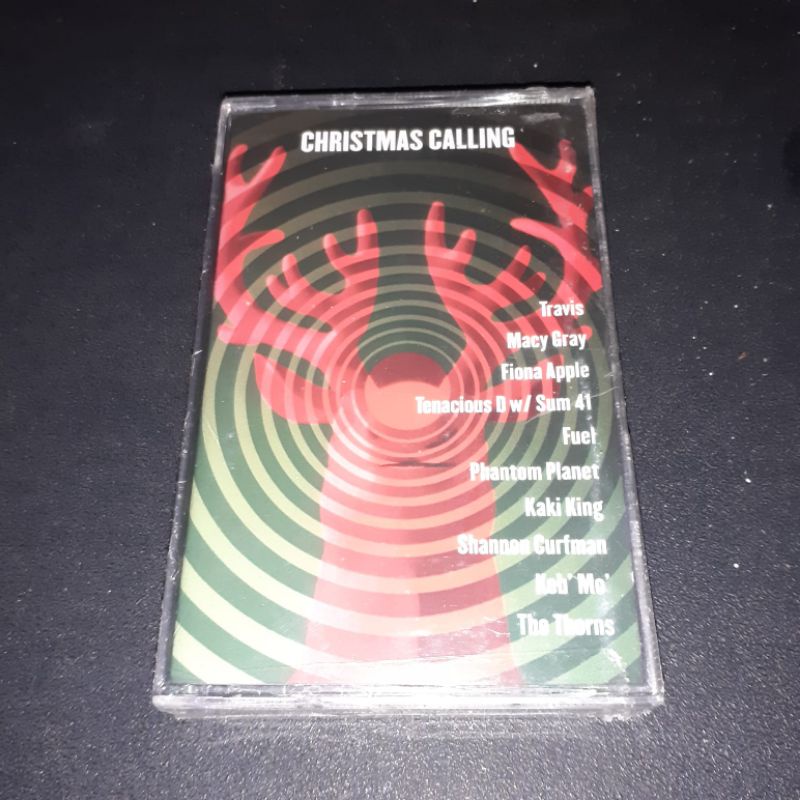 CHRISTMAS CALLING
Travis
Macy Gray
Fiona Apple
Tenacious D w/ Sum 41
Fuel
Phantom Planet
Kaki King
Shannon Curfman
Keb' Mo'
The Thorns